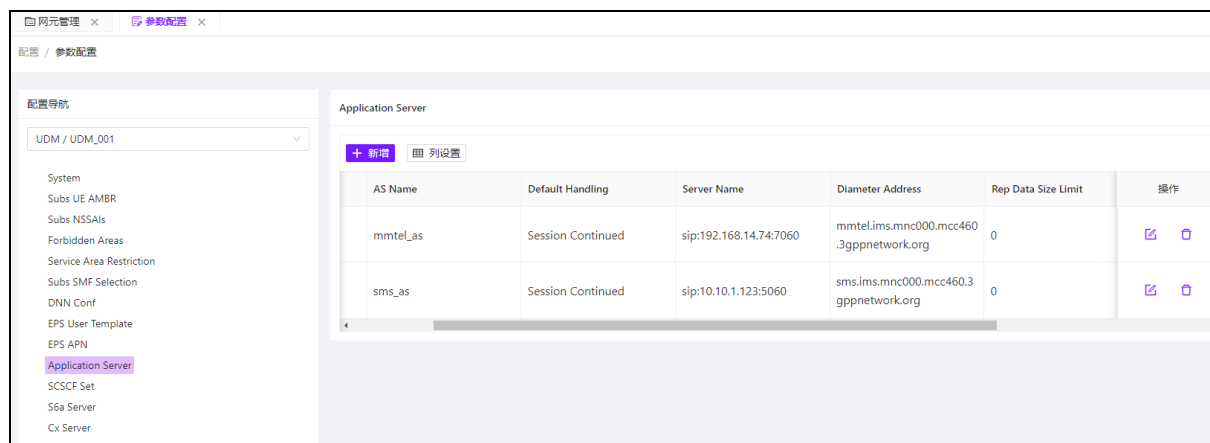 网元管理 × 参数配置 ×
配置 / 参数配置
配置导航
UDM / UDM_001
System
Subs UE AMBR
Subs NSSAIs
Forbidden Areas
Service Area Restriction
Subs SMF Selection
DNN Conf
EPS User Template
EPS APN
Application Server
SCSCF Set
S6a Server
Cx Server
Application Server
+ 新增 列设置
AS Name Default Handling Server Name Diameter Address Rep Data Size Limit 操作
mmtel_as Session Continued sip:192.168.14.74:7060 mmtel.ims.mnc000.mcc460 0
.3gppnetwork.org
sms_as Session Continued sip:10.10.1.123:5060 sms.ims.mnc000.mcc460.3 0
gppnetwork.org